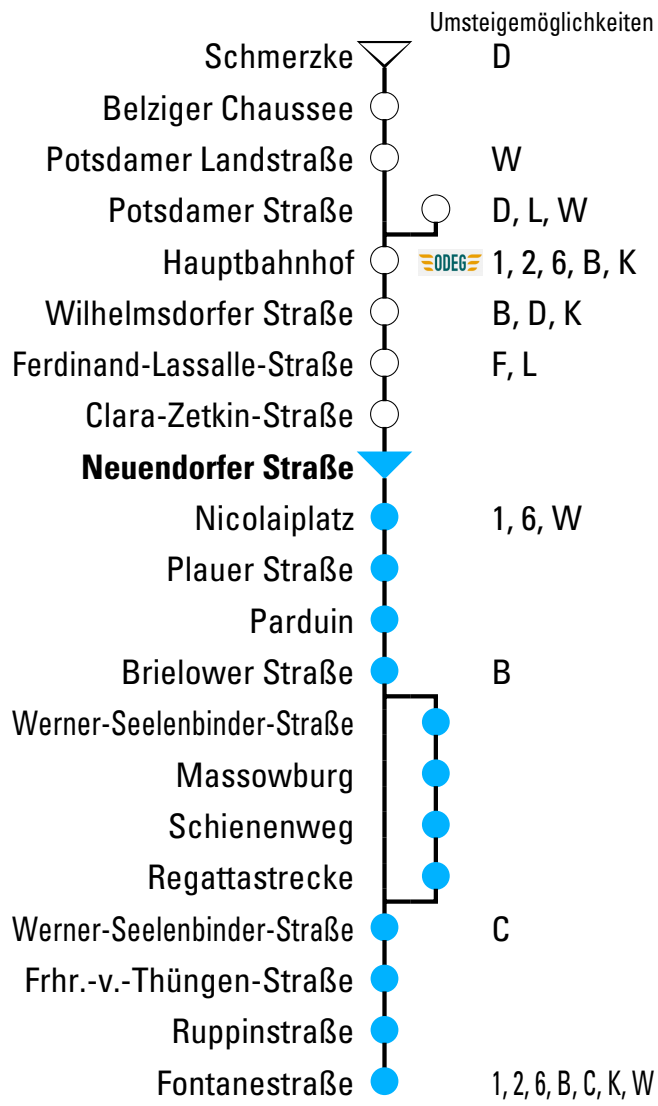 Umsteigemöglichkeiten
Schmerzke D
Belziger Chaussee
Potsdamer Landstraße W
Potsdamer Straße D, L, W
Hauptbahnhof ODEG 1, 2, 6, B, K
Wilhelmsdorfer Straße B, D, K
Ferdinand-Lassalle-Straße F, L
Clara-Zetkin-Straße
Neuendorfer Straße
Nicolaiplatz 1, 6, W
Plauer Straße
Parduin
Brielower Straße B
Werner-Seelenbinder-Straße
Massowburg
Schienenweg
Regattastrecke
Werner-Seelenbinder-Straße C
Frhr.-v.-Thüngen-Straße
Ruppinstraße
Fontanestraße 1, 2, 6, B, C, K, W